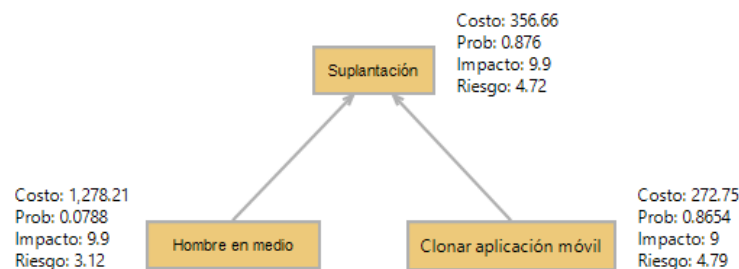 Costo: 356.66
Prob: 0.876
Impacto: 9.9
Riesgo: 4.72
Suplantación
Costo: 1,278.21
Prob: 0.0788
Impacto: 9.9
Riesgo: 3.12
Hombre en medio
Clonar aplicación móvil
Costo: 272.75
Prob: 0.8654
Impacto: 9
Riesgo: 4.79